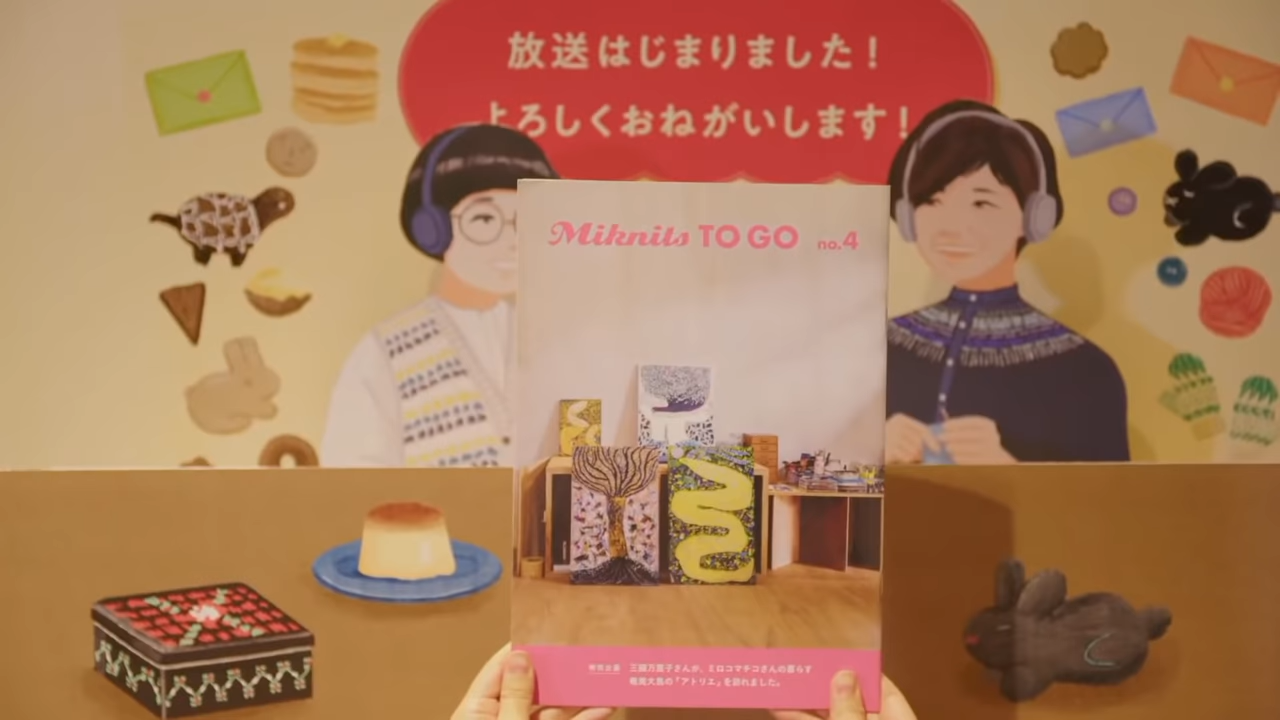 放送はじまりました！
よろしくおねがいします！
Miknits TO GO no.4
三國万里子さんが、ミロコマチコさんの暮らす
奄美大島の「アトリエ」を訪れました。